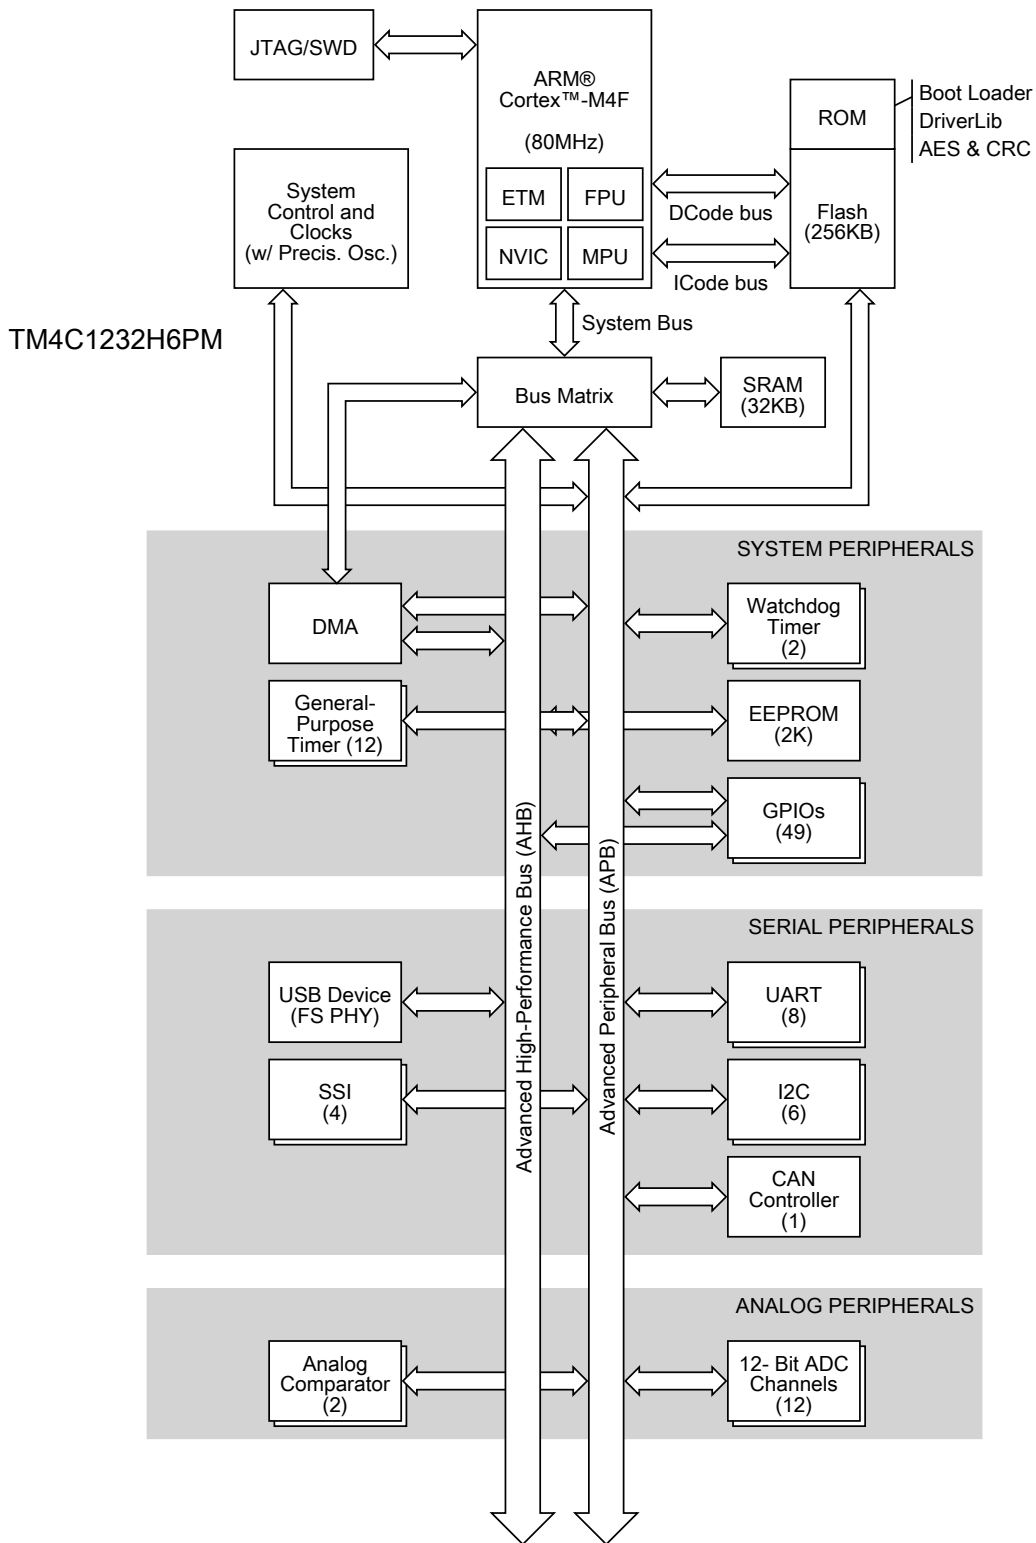 JTAG/SWD
ARM®
Cortex™-M4F
(80MHz)
ETM
FPU
NVIC
MPU
ROM
Boot Loader
DriverLib
AES & CRC
Flash
(256KB)
DCode bus
ICode bus
System
Control and
Clocks
(w/ Precis. Osc.)
TM4C1232H6PM
System Bus
Bus Matrix
SRAM
(32KB)
SYSTEM PERIPHERALS
DMA
Watchdog
Timer
(2)
General-
Purpose
Timer (12)
EEPROM
(2K)
GPIOs
(49)
Advanced High-Performance Bus (AHB)
Advanced Peripheral Bus (APB)
SERIAL PERIPHERALS
USB Device
(FS PHY)
UART
(8)
SSI
(4)
I2C
(6)
CAN
Controller
(1)
ANALOG PERIPHERALS
Analog
Comparator
(2)
12- Bit ADC
Channels
(12)